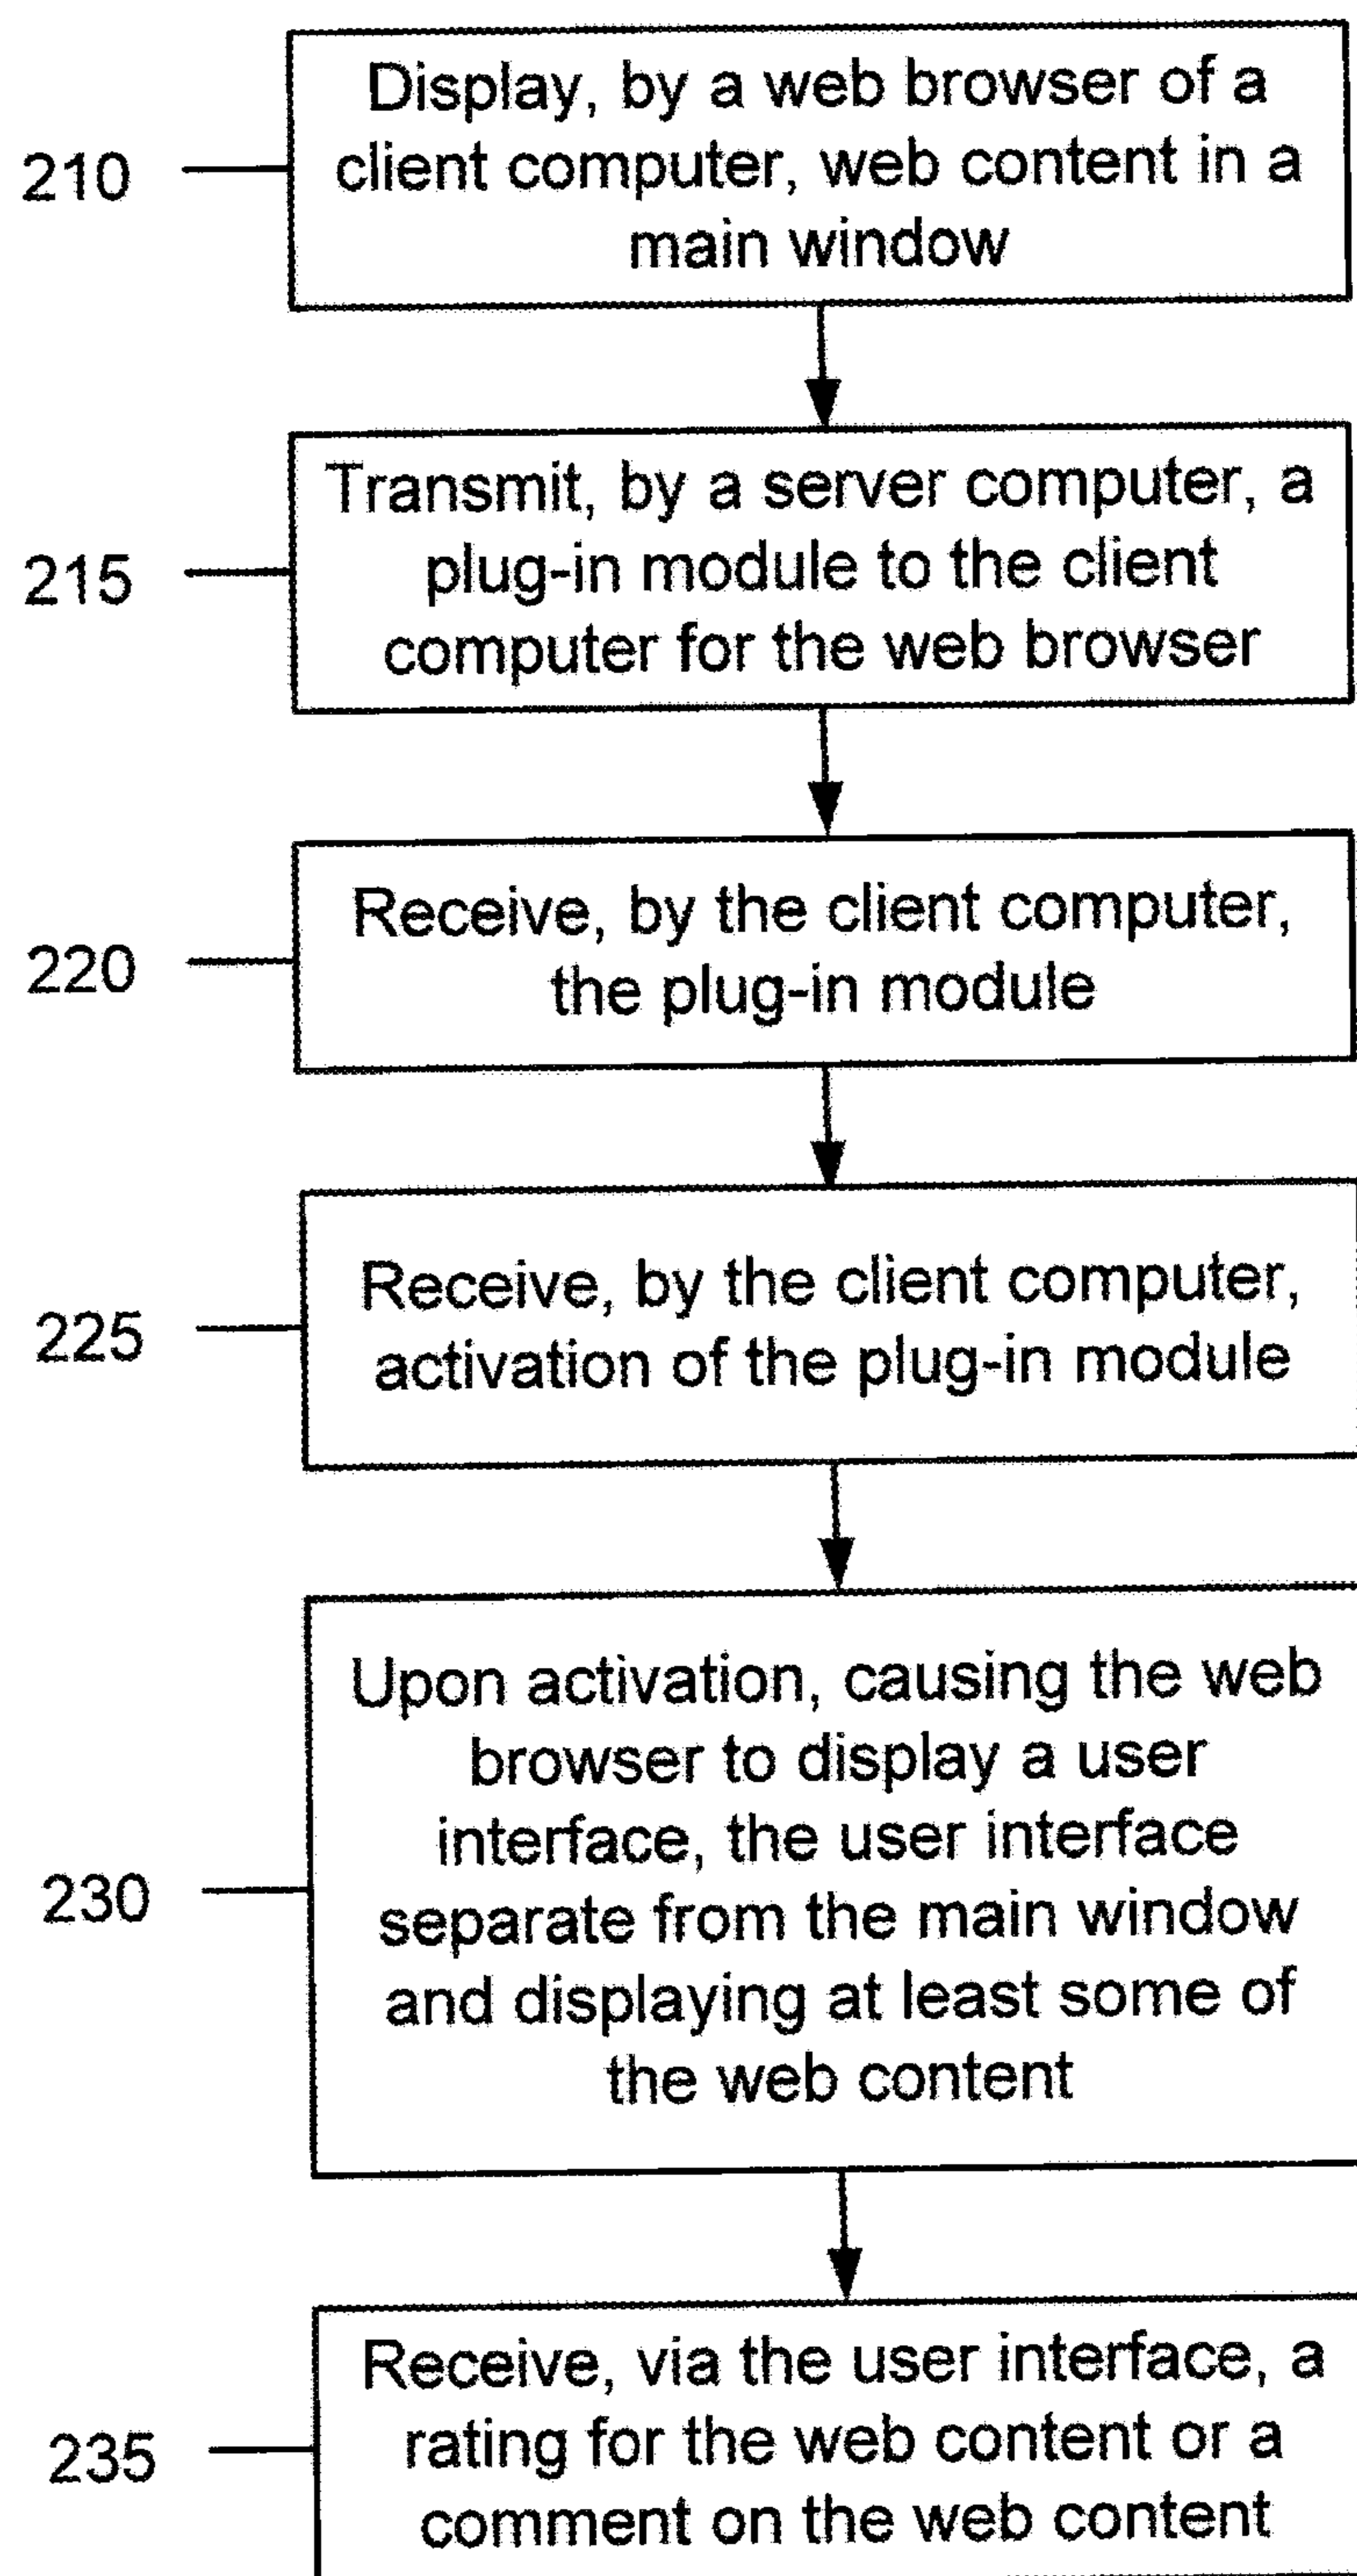 210
Display, by a web browser of a
client computer, web content in a
main window
215
Transmit, by a server computer, a
plug-in module to the client
computer for the web browser
220
Receive, by the client computer,
the plug-in module
225
Receive, by the client computer,
activation of the plug-in module
230
Upon activation, causing the web
browser to display a user
interface, the user interface
separate from the main window
and displaying at least some of
the web content
235
Receive, via the user interface, a
rating for the web content or a
comment on the web content